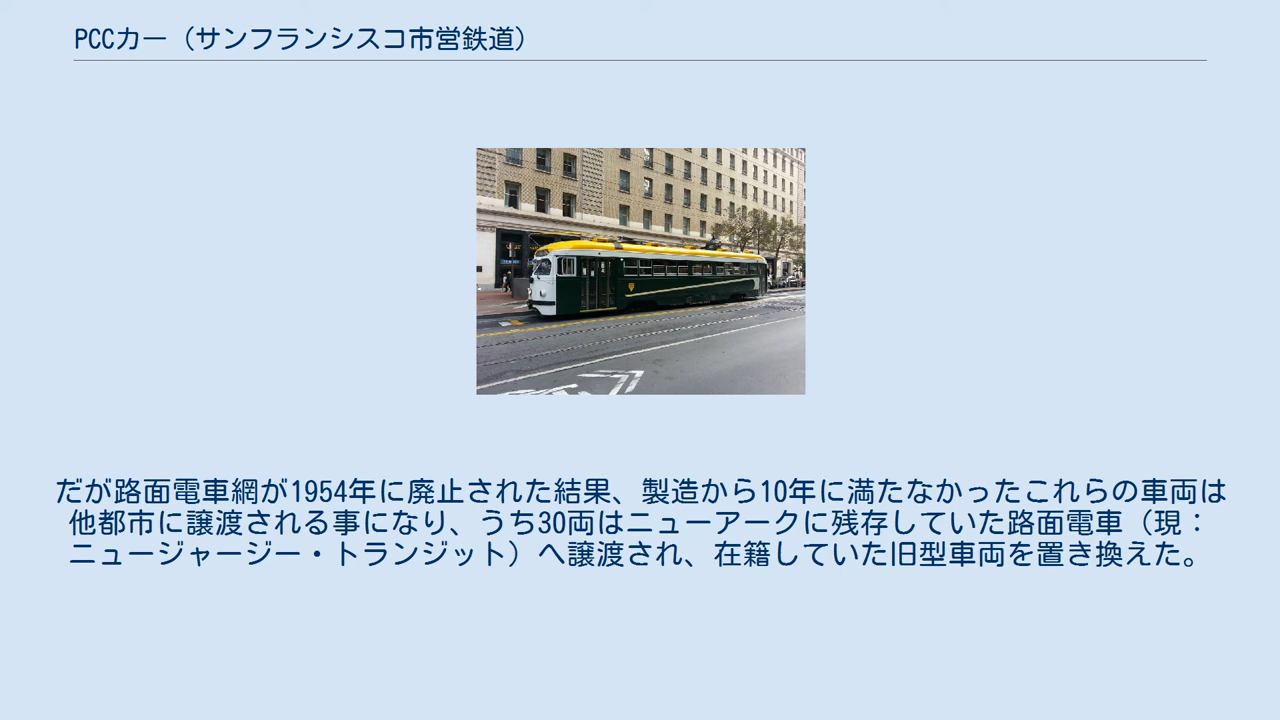 PCCカー（サンフランシスコ市営鉄道）
だが路面電車網が1954年に廃止された結果、製造から10年に満たなかったこれらの車両は
他都市に譲渡される事になり、うち30両はニューアークに残存していた路面電車（現：
ニュージャージー・トランジット）へ譲渡され、在籍していた旧型車両を置き換えた。